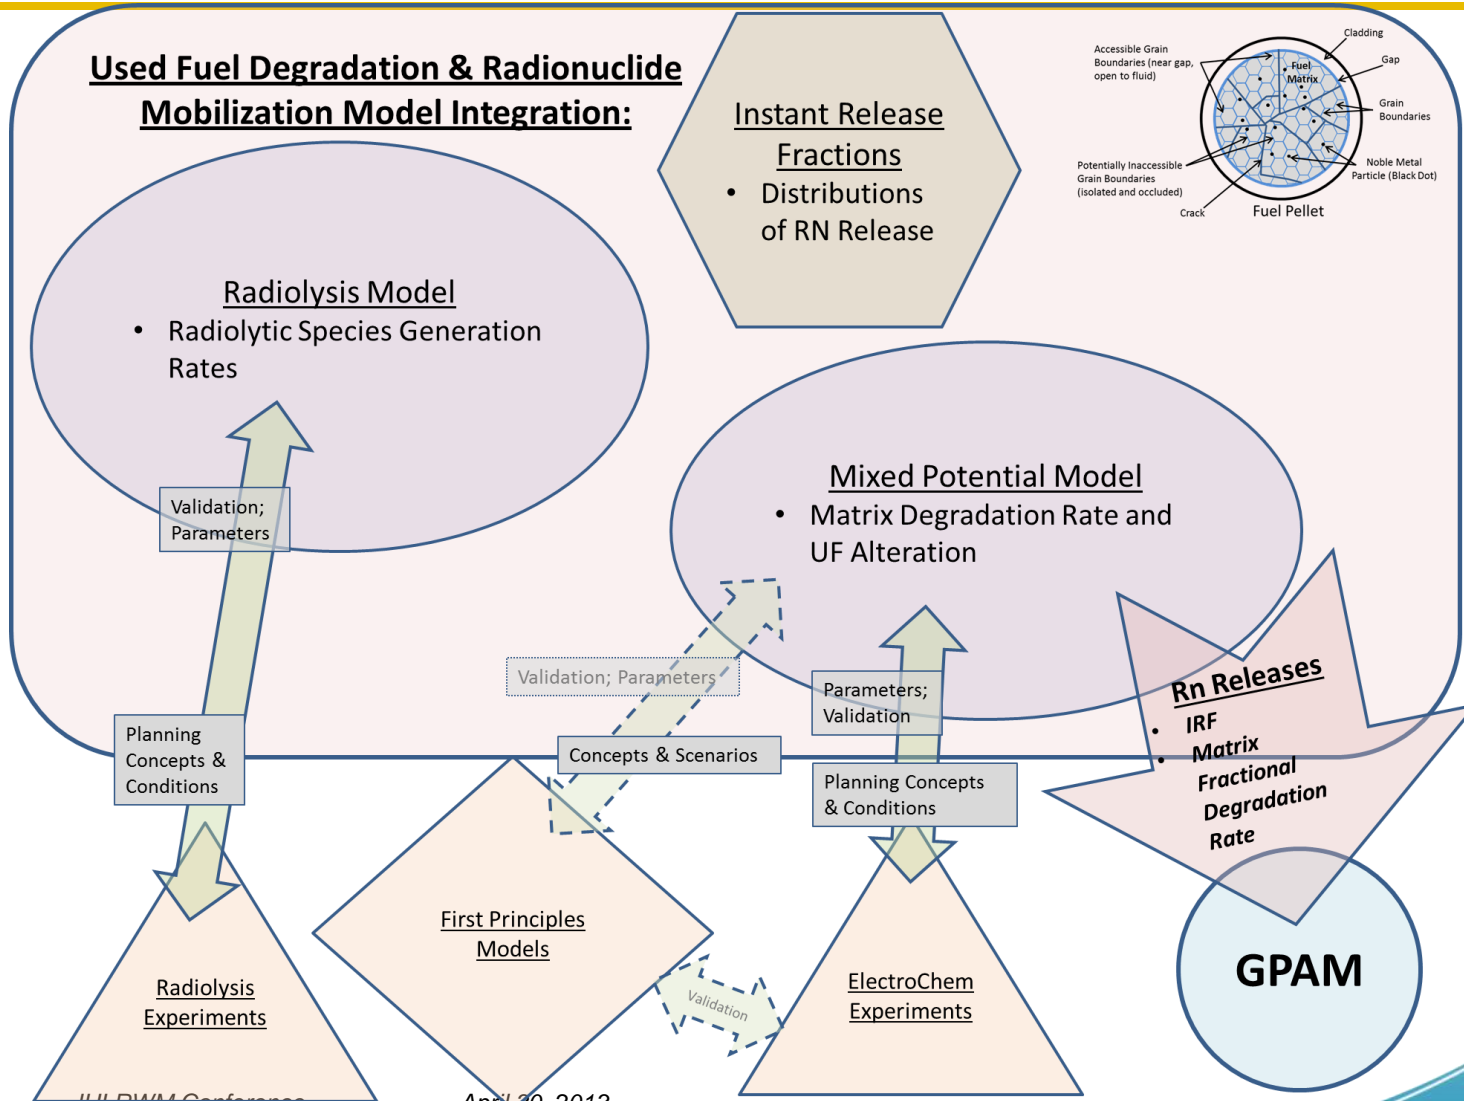 Used Fuel Degradation & Radionuclide
Mobilization Model Integration:
Instant Release
Fractions
• Distributions
of RN Release
Accessible Grain
Boundaries (near gap,
open to fluid)
Cladding
Gap
Fuel
Matrix
Grain
Boundaries
Potentially Inaccessible
Grain Boundaries
(isolated and occluded)
Noble Metal
Particle (Black Dot)
Crack
Fuel Pellet
Radiolysis Model
• Radiolytic Species Generation
Rates
Mixed Potential Model
• Matrix Degradation Rate and
UF Alteration
Validation;
Parameters
Validation; Parameters
Parameters;
Validation
Rn Releases
• IRF
• Matrix
Fractional
Degradation
Rate
Planning
Concepts &
Conditions
Concepts & Scenarios
Planning Concepts
& Conditions
First Principles
Models
Radiolysis
Experiments
Validation
ElectroChem
Experiments
GPAM
Conference